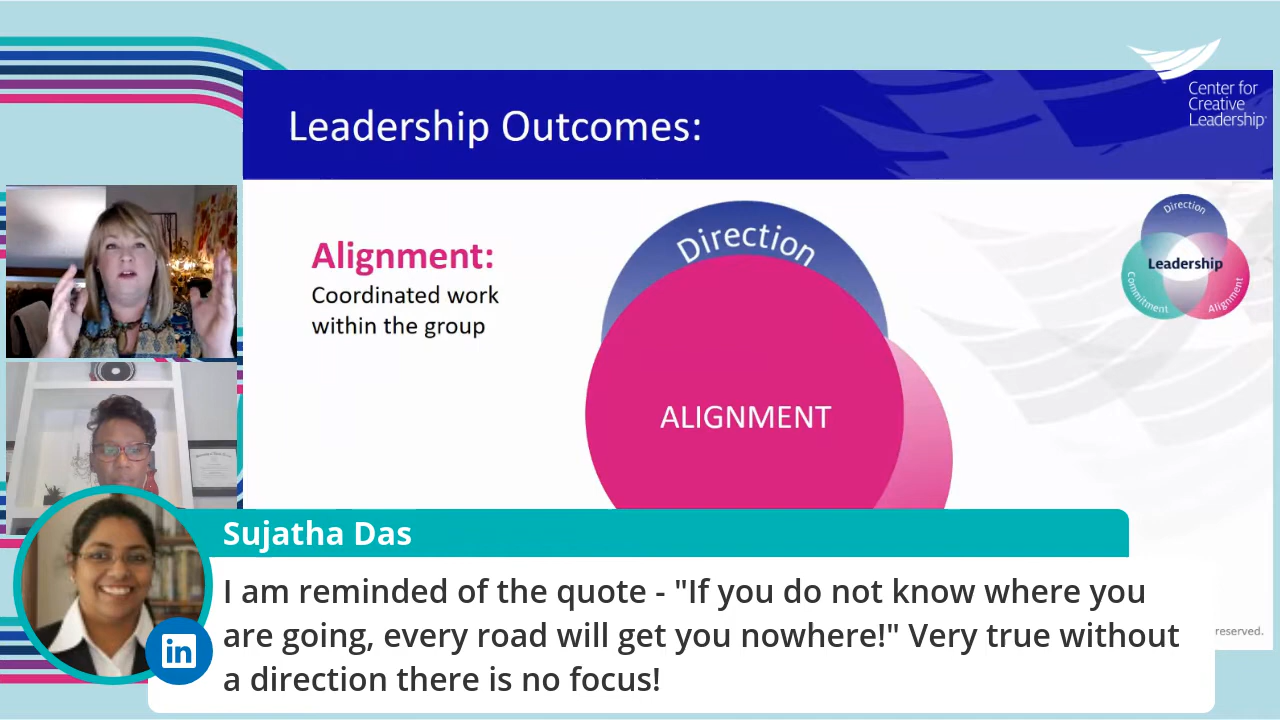 Center for
Creative
Leadership
Leadership Outcomes:
Alignment:
Coordinated work
within the group
Direction
ALIGNMENT
Direction
Leadership
Commitment
Alignment
reserved.
Sujatha Das
I am reminded of the quote - "If you do not know where you
are going, every road will get you nowhere!" Very true without
a direction there is no focus!
in